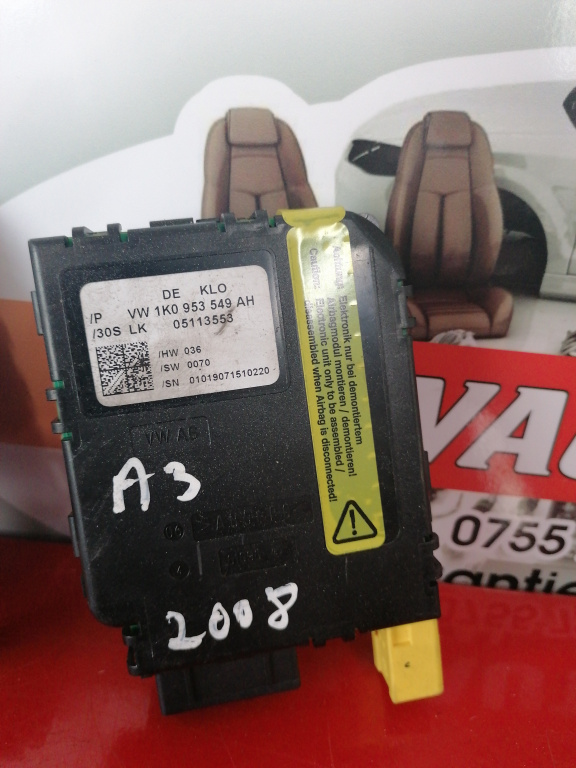 DE KLO
/P VW 1K0 953 549 AH
/30S LK 05113553
/HW 036
/SW 0070
/SN 01019071510220
Achtung: Elektronik nur bei demontiertem
Airbagmodul montieren / demontieren!
Caution: Electronic unit only to be assembled /
disassembled when Airbag is disconnected!
VW AG
A3
2008
0755